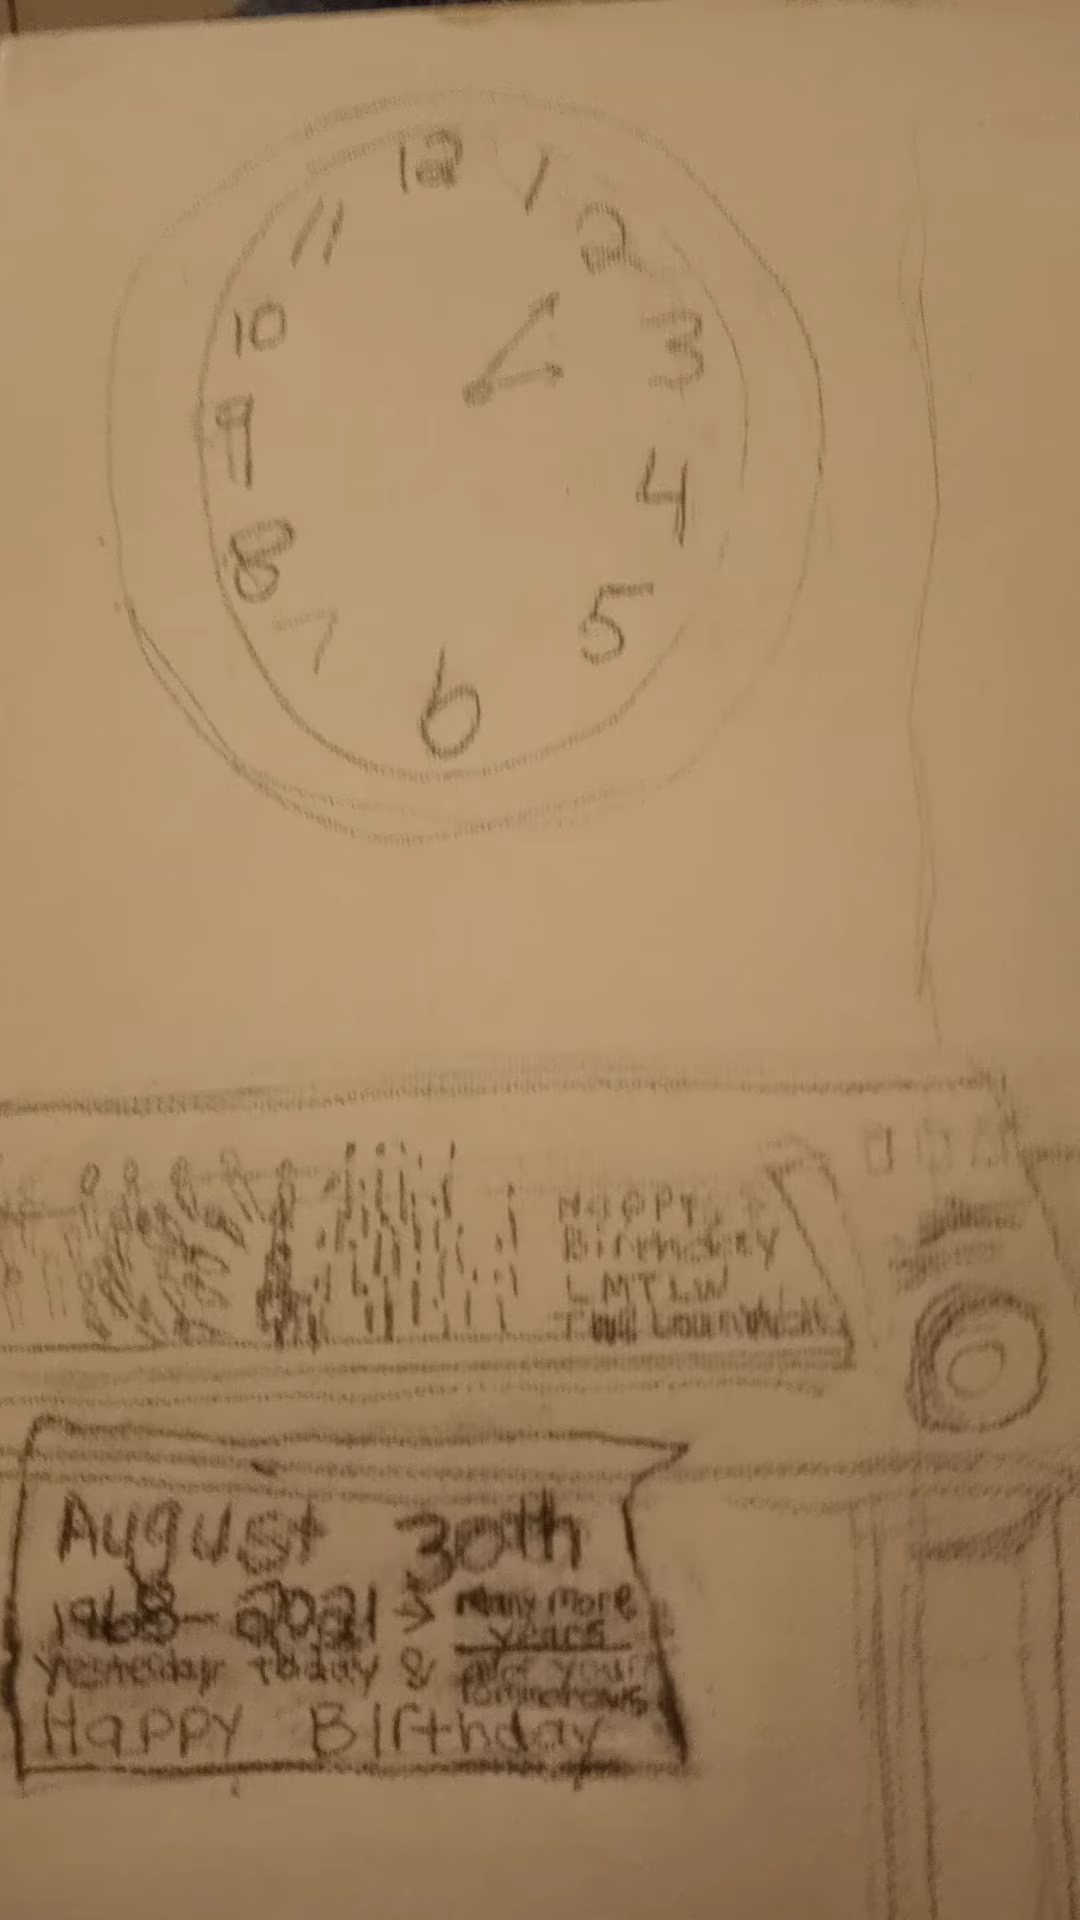 12
1
2
3
4
5
6
7
8
9
10
11
HAPPY
Birthday
LMTLW
August 30th
1968-2021 → Many more years
Yesterday Today & your Tomorrows
Happy Birthday